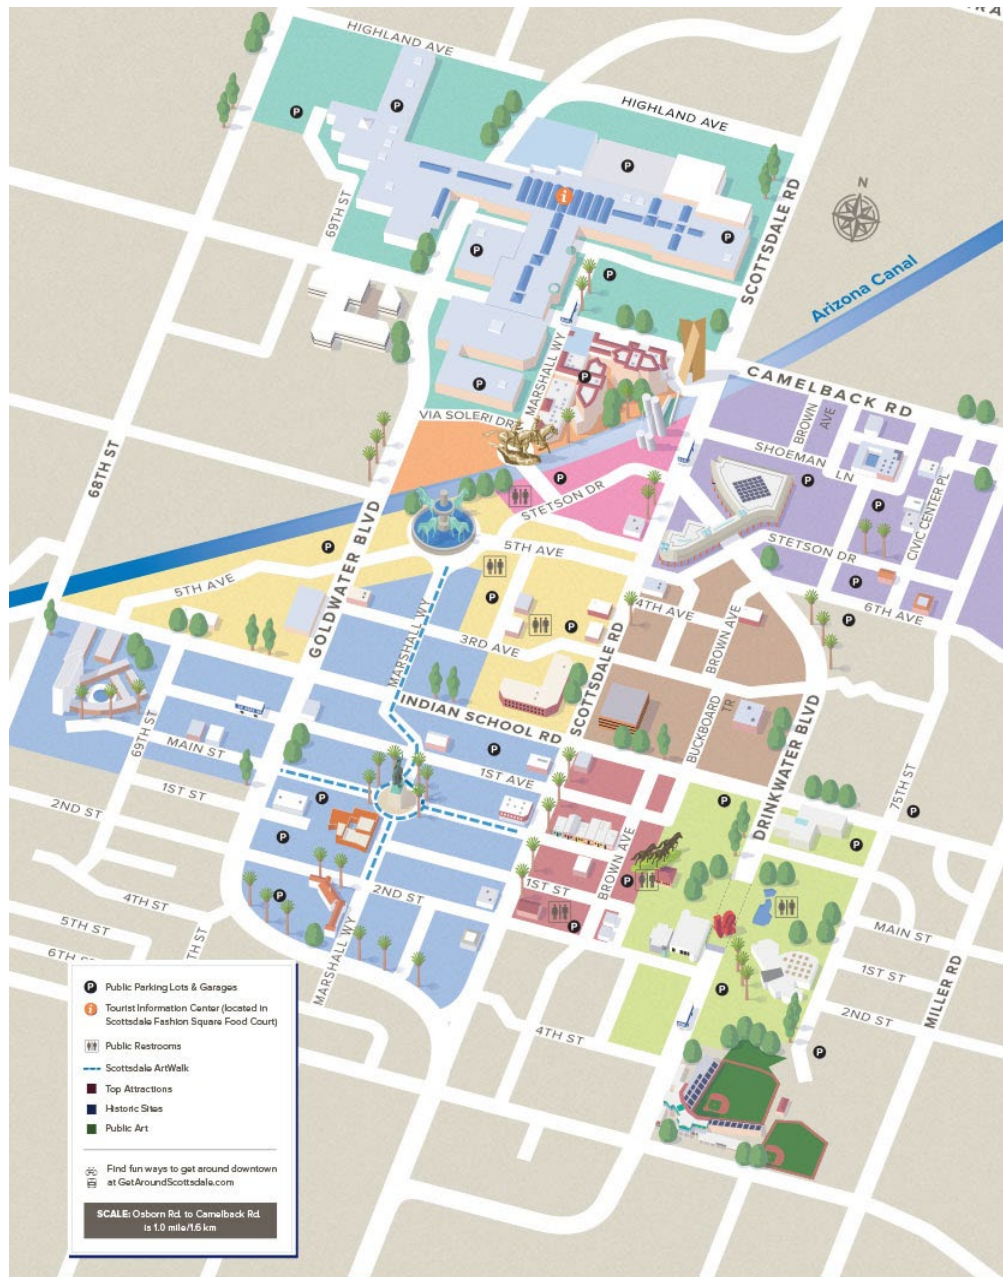 HIGHLAND AVE
HIGHLAND AVE
P
P
P
i
P
P
P
P
P
P
69TH ST
SCOTTSDALE RD
N
Arizona Canal
MARSHALL WY
VIA SOLERI DR
CAMELBACK RD
BROWN AVE
SHOEMAN LN
68TH ST
STETSON DR
STETSON DR
CIVIC CENTER PL
P
P
P
P
P
P
GOLDWATER BLVD
5TH AVE
5TH AVE
6TH AVE
4TH AVE
P
P
MARSHALL WY
3RD AVE
SCOTTSDALE RD
BROWN AVE
INDIAN SCHOOL RD
BUCKBOARD TR
DRINKWATER BLVD
69TH ST
MAIN ST
P
1ST AVE
1ST ST
2ND ST
75TH ST
P
P
P
P
P
P
P
P
P
P
P
BROWN AVE
1ST ST
2ND ST
4TH ST
5TH ST
6TH
TH ST
MARSHALL WY
MAIN ST
1ST ST
2ND ST
4TH ST
MILLER RD
P Public Parking Lots & Garages
i Tourist Information Center (located in
Scottsdale Fashion Square Food Court)
Public Restrooms
Scottsdale ArtWalk
Top Attractions
Historic Sites
Public Art
Find fun ways to get around downtown
at GetAroundScottsdale.com
SCALE: Osborn Rd. to Camelback Rd.
is 1.0 mile/1.6 km